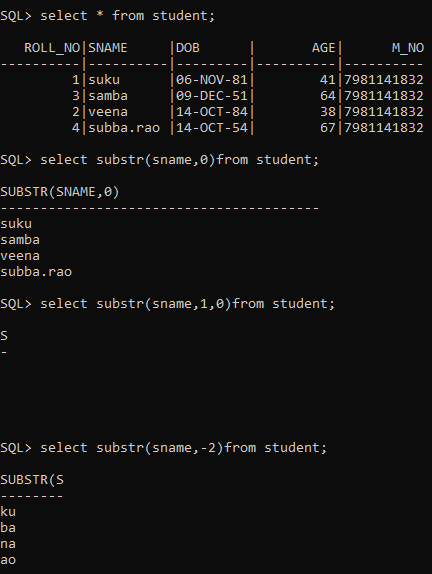 SQL> select * from student;
   ROLL_NO|SNAME     |DOB      |       AGE|      M_NO
----------|----------|---------|----------|----------
         1|suku      |06-NOV-81|        41|7981141832
         3|samba     |09-DEC-51|        64|7981141832
         2|veena     |14-OCT-84|        38|7981141832
         4|subba.rao |14-OCT-54|        67|7981141832
SQL> select substr(sname,0)from student;
SUBSTR(SNAME,0)
----------------------------------------
suku
samba
veena
subba.rao
SQL> select substr(sname,1,0)from student;
S
-
SQL> select substr(sname,-2)from student;
SUBSTR(S
--------
ku
ba
na
ao